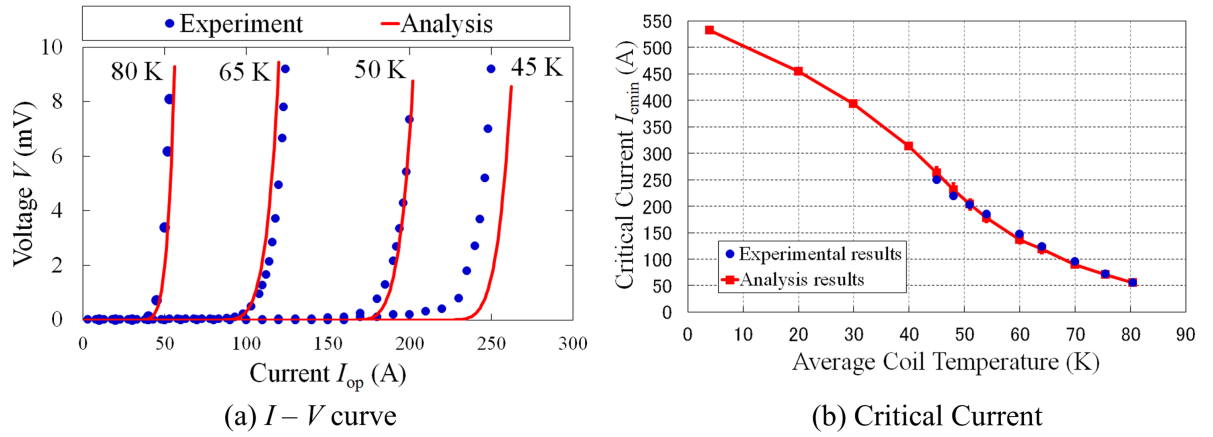 Experiment Analysis
10
8
6
4
2
0
Voltage V (mV)
80 K 65 K 50 K 45 K
0 50 100 150 200 250 300
Current Iop (A)
(a) I – V curve
550
500
450
400
350
300
250
200
150
100
50
0
Critical Current Icmin (A)
Experimental results
Analysis results
0 10 20 30 40 50 60 70 80 90
Average Coil Temperature (K)
(b) Critical Current